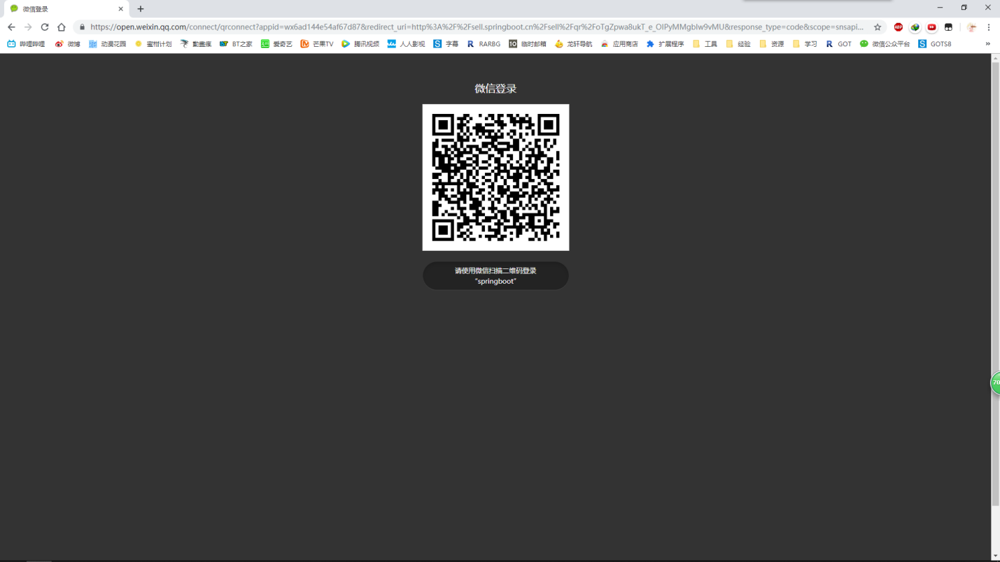 微信登录
https://open.weixin.qq.com/connect/qrconnect?appid=wx6ad144e54af67d87&redirect_uri=http%3A%2F%2Fsell.springboot.cn%2Fsell%2Fqr%2FoTgZpwa8ukT_e_OIPyMMgbIw9vMU&response_type=code&scope=snsapi...
ABP
哔哩哔哩 微博 动漫花园 蜜柑计划 BT之家 爱奇艺 芒果TV 腾讯视频 人人影视 字幕 RARBG 临时邮箱 龙轩导航 应用商店 扩展程序 工具 经验 资源 学习 GOT 微信公众平台 GOTS8 »
微信登录
请使用微信扫描二维码登录
“springboot”
70